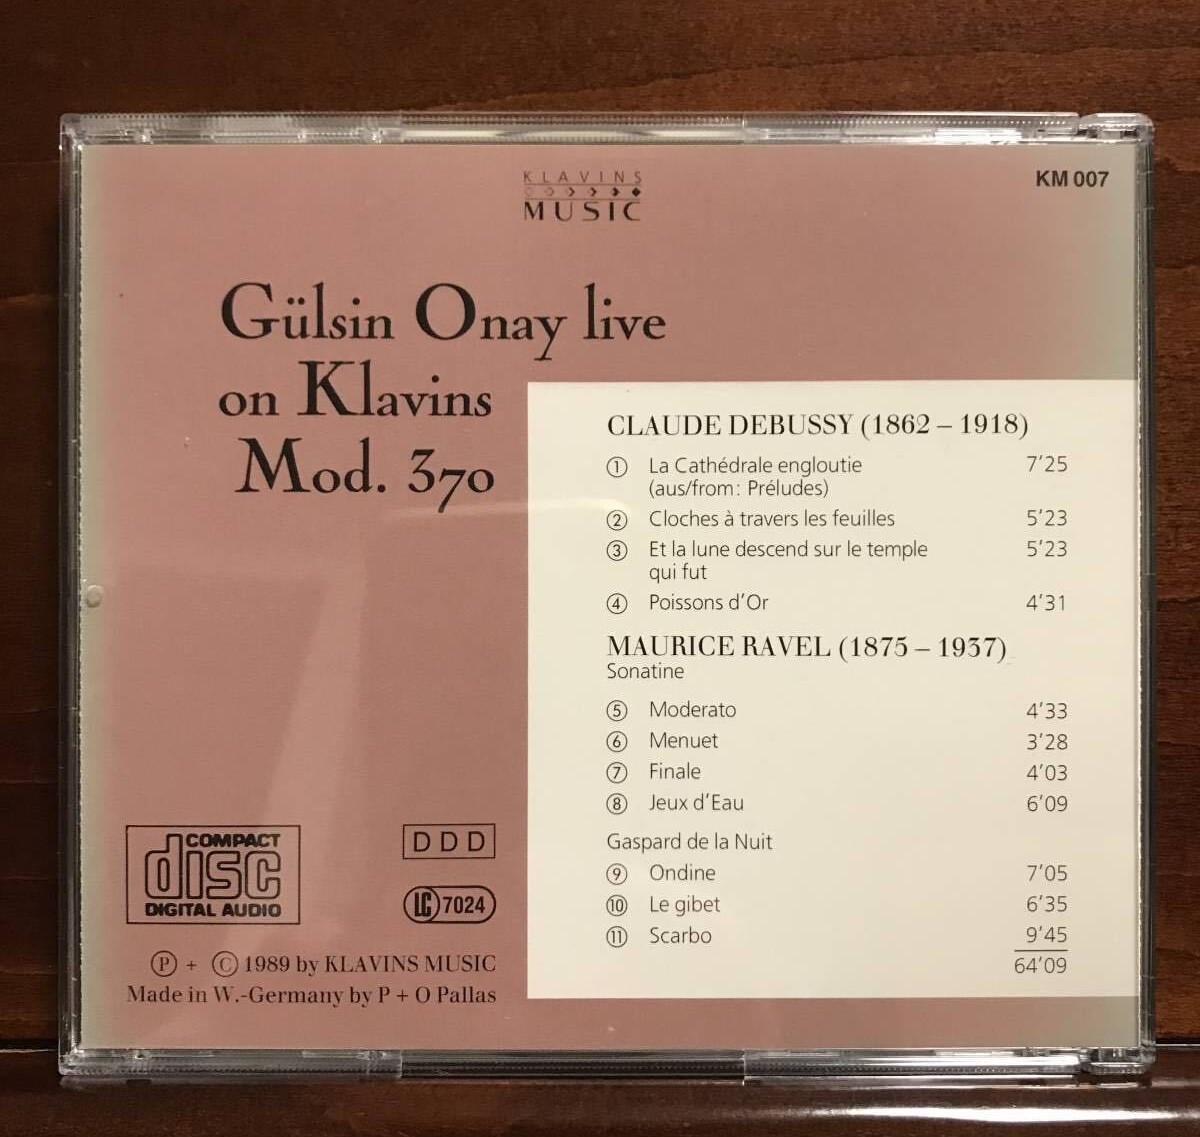 KLAVINS
MUSIC
KM 007
Gülsin Onay live
on Klavins
Mod. 370
CLAUDE DEBUSSY (1862 – 1918)
① La Cathédrale engloutie 7'25
(aus/from: Préludes)
② Cloches à travers les feuilles 5'23
③ Et la lune descend sur le temple 5'23
qui fut
④ Poissons d'Or 4'31
MAURICE RAVEL (1875 – 1937)
Sonatine
⑤ Moderato 4'33
⑥ Menuet 3'28
⑦ Finale 4'03
⑧ Jeux d'Eau 6'09
Gaspard de la Nuit
⑨ Ondine 7'05
⑩ Le gibet 6'35
⑪ Scarbo 9'45
64'09
COMPACT
disc
DIGITAL AUDIO
DDD
LC 7024
Ⓟ + Ⓒ 1989 by KLAVINS MUSIC
Made in W.-Germany by P + O Pallas